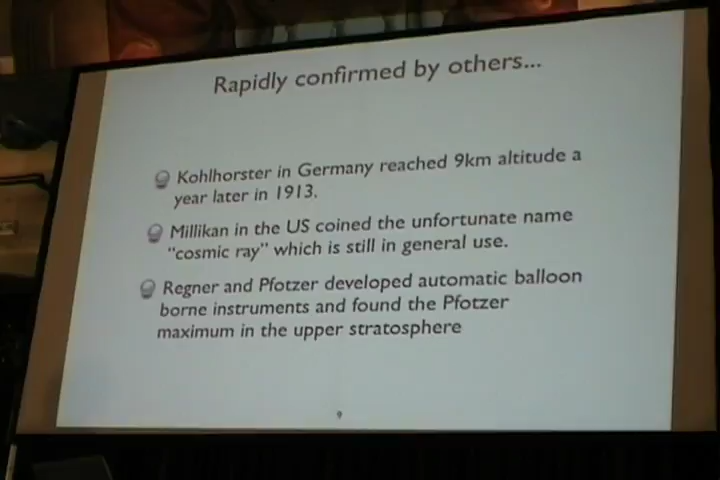 Rapidly confirmed by others...
Kohlhorster in Germany reached 9km altitude a
year later in 1913.
Millikan in the US coined the unfortunate name
“cosmic ray” which is still in general use.
Regner and Pfotzer developed automatic balloon
borne instruments and found the Pfotzer
maximum in the upper stratosphere
9